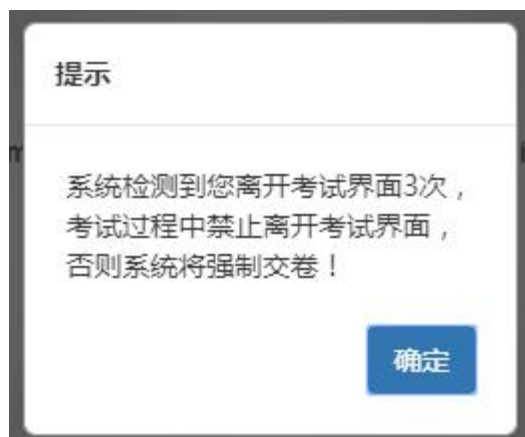 提示
系统检测到您离开考试界面3次，
考试过程中禁止离开考试界面，
否则系统将强制交卷！
确定